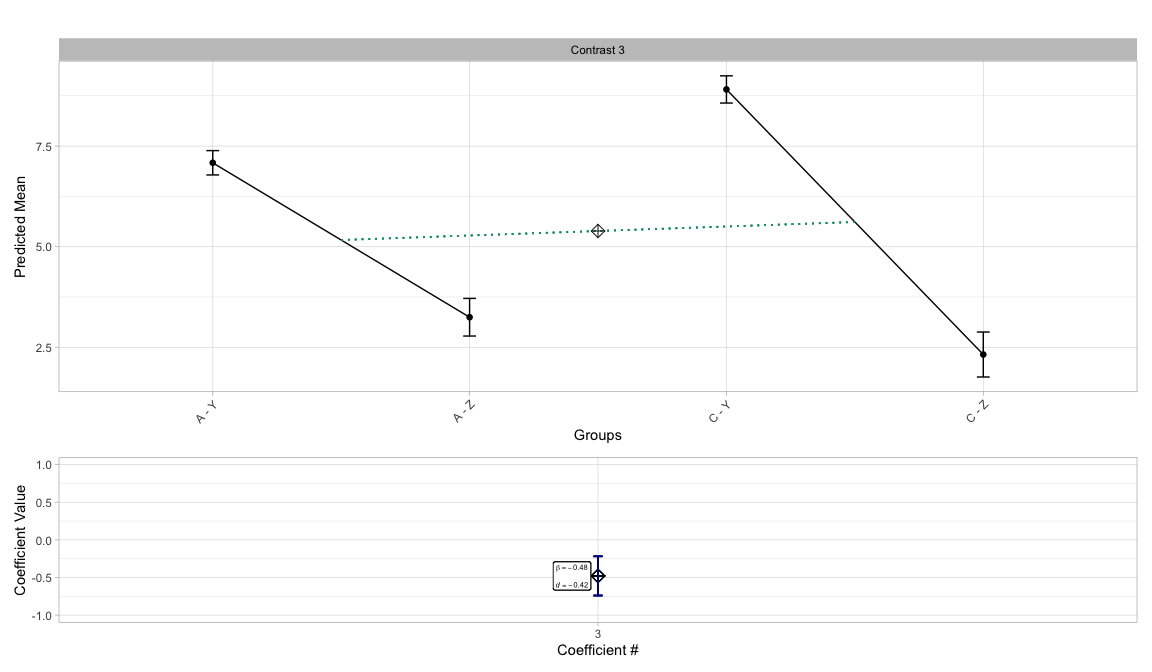 Contrast 3
Predicted Mean
7.5
5.0
2.5
A - Y
A - Z
C - Y
C - Z
Groups
Coefficient Value
1.0
0.5
0.0
-0.5
-1.0
β = −0.48
d = −0.42
3
Coefficient #